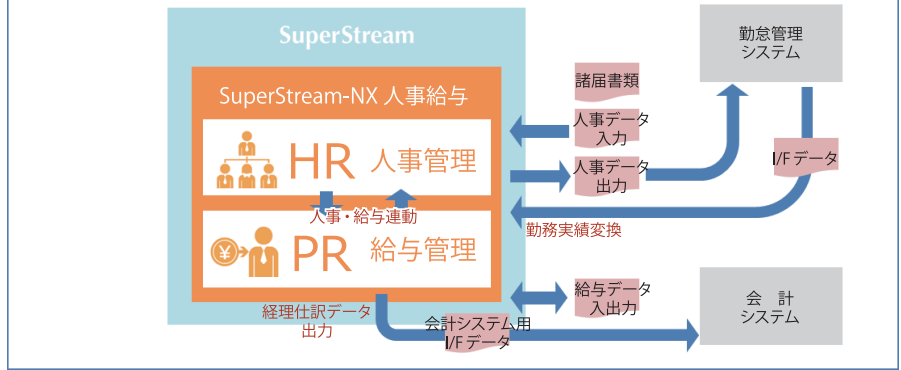 SuperStream
SuperStream-NX 人事給与
HR 人事管理
人事・給与連動
PR 給与管理
経理仕訳データ
出力
諸届書類
人事データ
入力
人事データ
出力
勤怠管理
システム
I/Fデータ
勤務実績変換
給与データ
入出力
会計システム用
I/Fデータ
会 計
システム